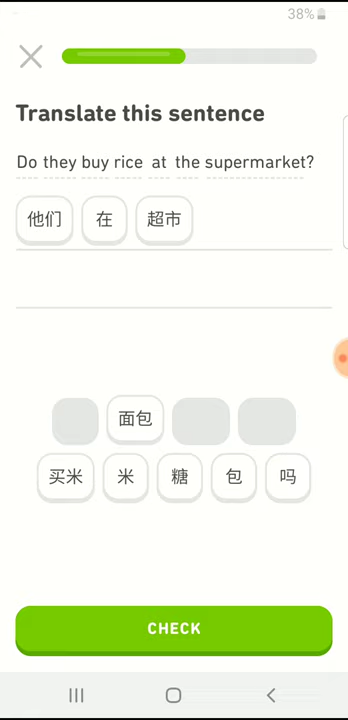 38%
Translate this sentence
Do they buy rice at the supermarket?
他们 在 超市
面包
买米 米 糖 包 吗
CHECK